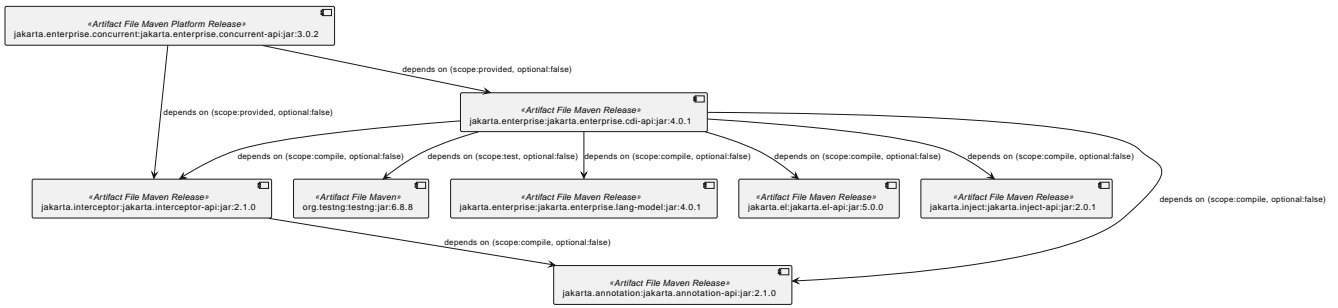 «Artifact File Maven Platform Release»
jakarta.enterprise.concurrent:jakarta.enterprise.concurrent-api:jar:3.0.2
depends on (scope:provided, optional:false)
depends on (scope:provided, optional:false)
«Artifact File Maven Release»
jakarta.enterprise:jakarta.enterprise.cdi-api:jar:4.0.1
depends on (scope:compile, optional:false)
depends on (scope:test, optional:false)
depends on (scope:compile, optional:false)
depends on (scope:compile, optional:false)
depends on (scope:compile, optional:false)
depends on (scope:compile, optional:false)
«Artifact File Maven Release»
jakarta.interceptor:jakarta.interceptor-api:jar:2.1.0
«Artifact File Maven»
org.testng:testng:jar:6.8.8
«Artifact File Maven Release»
jakarta.enterprise:jakarta.enterprise.lang-model:jar:4.0.1
«Artifact File Maven Release»
jakarta.el:jakarta.el-api:jar:5.0.0
«Artifact File Maven Release»
jakarta.inject:jakarta.inject-api:jar:2.0.1
depends on (scope:compile, optional:false)
«Artifact File Maven Release»
jakarta.annotation:jakarta.annotation-api:jar:2.1.0